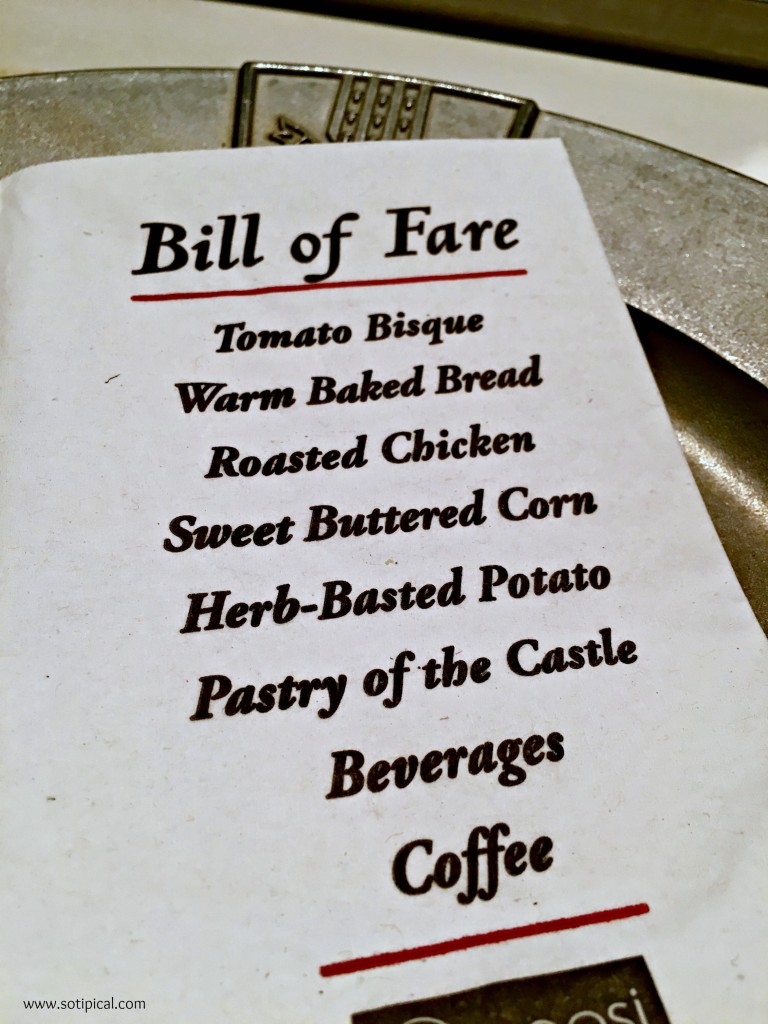 Bill of Fare
Tomato Bisque
Warm Baked Bread
Roasted Chicken
Sweet Buttered Corn
Herb-Basted Potato
Pastry of the Castle
Beverages
Coffee
www.sotipical.com